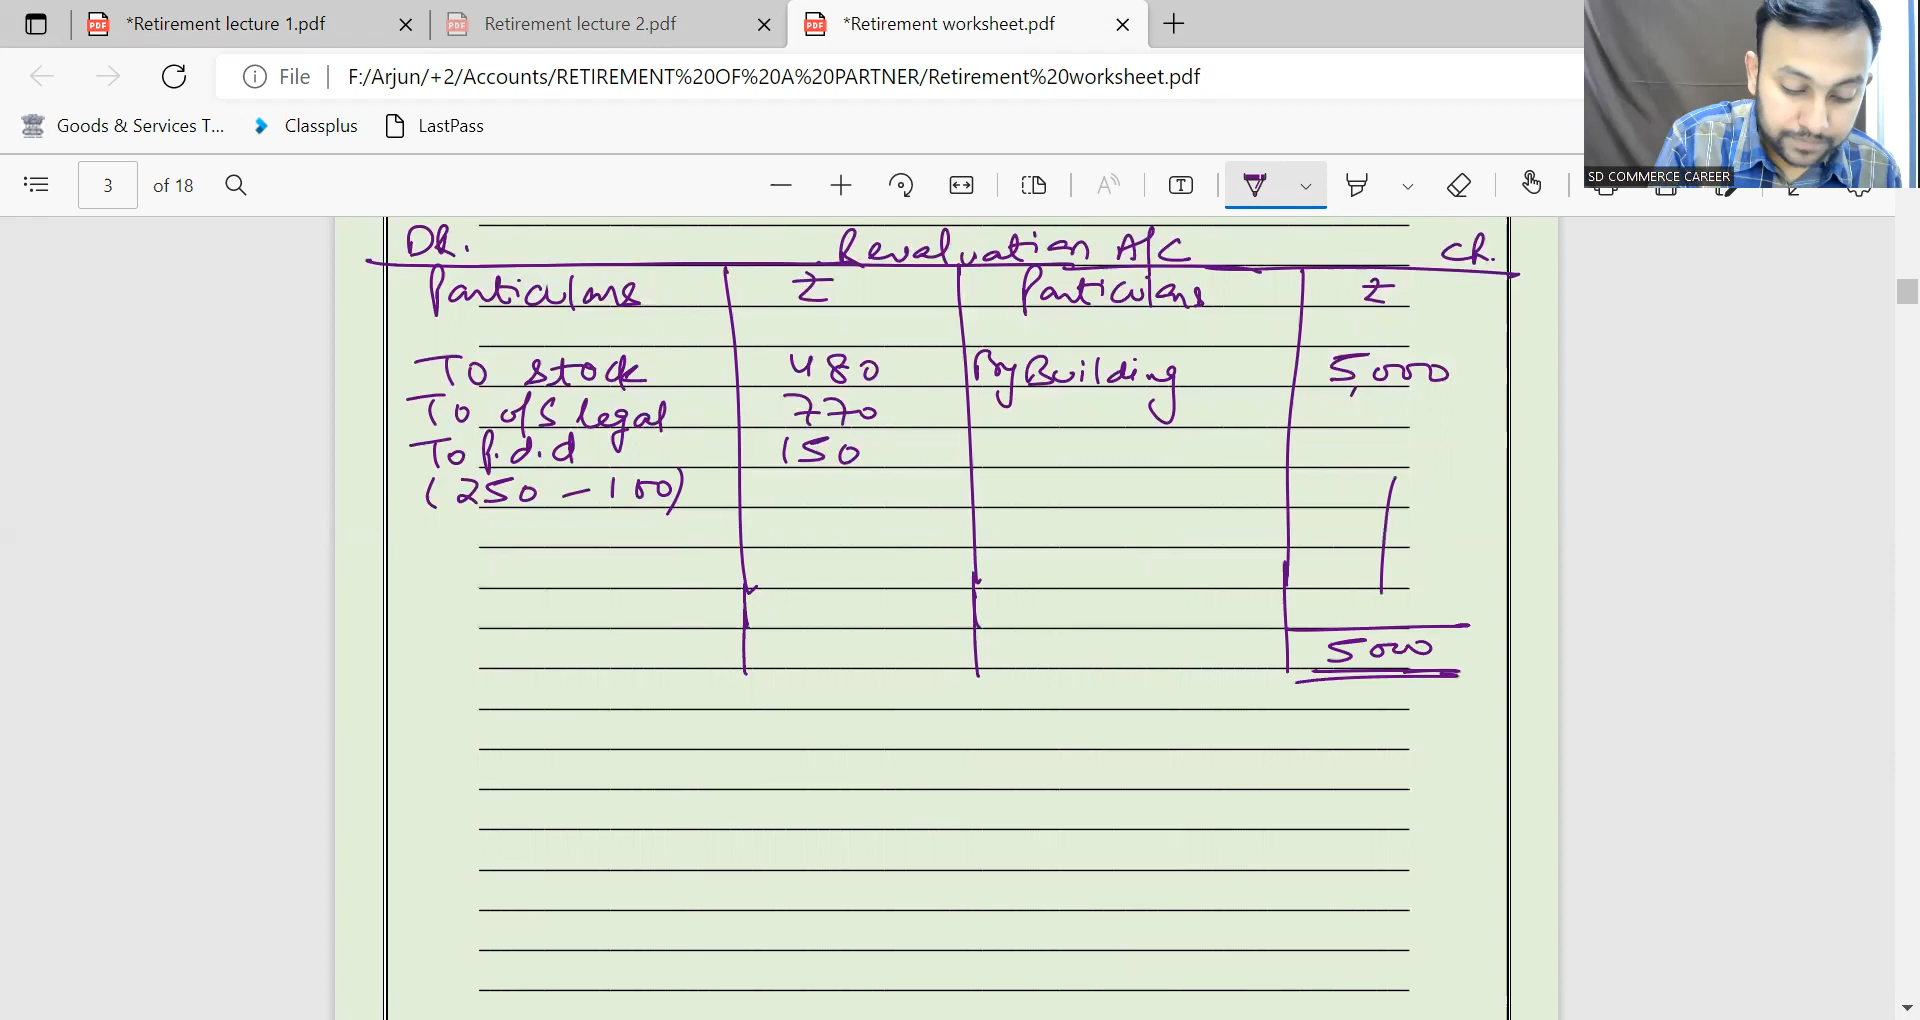 *Retirement lecture 1.pdf
Retirement lecture 2.pdf
*Retirement worksheet.pdf
File
F:/Arjun/+2/Accounts/RETIREMENT%20OF%20A%20PARTNER/Retirement%20worksheet.pdf
Goods & Services T...
Classplus
LastPass
SD COMMERCE CAREER
3 of 18
DR. Revaluation A/C CR.
Particulars ₹ Particulars ₹
To stock 480 By Building 5,000
To o/s legal 770
To P.d.d 150
(250 - 100)
5000